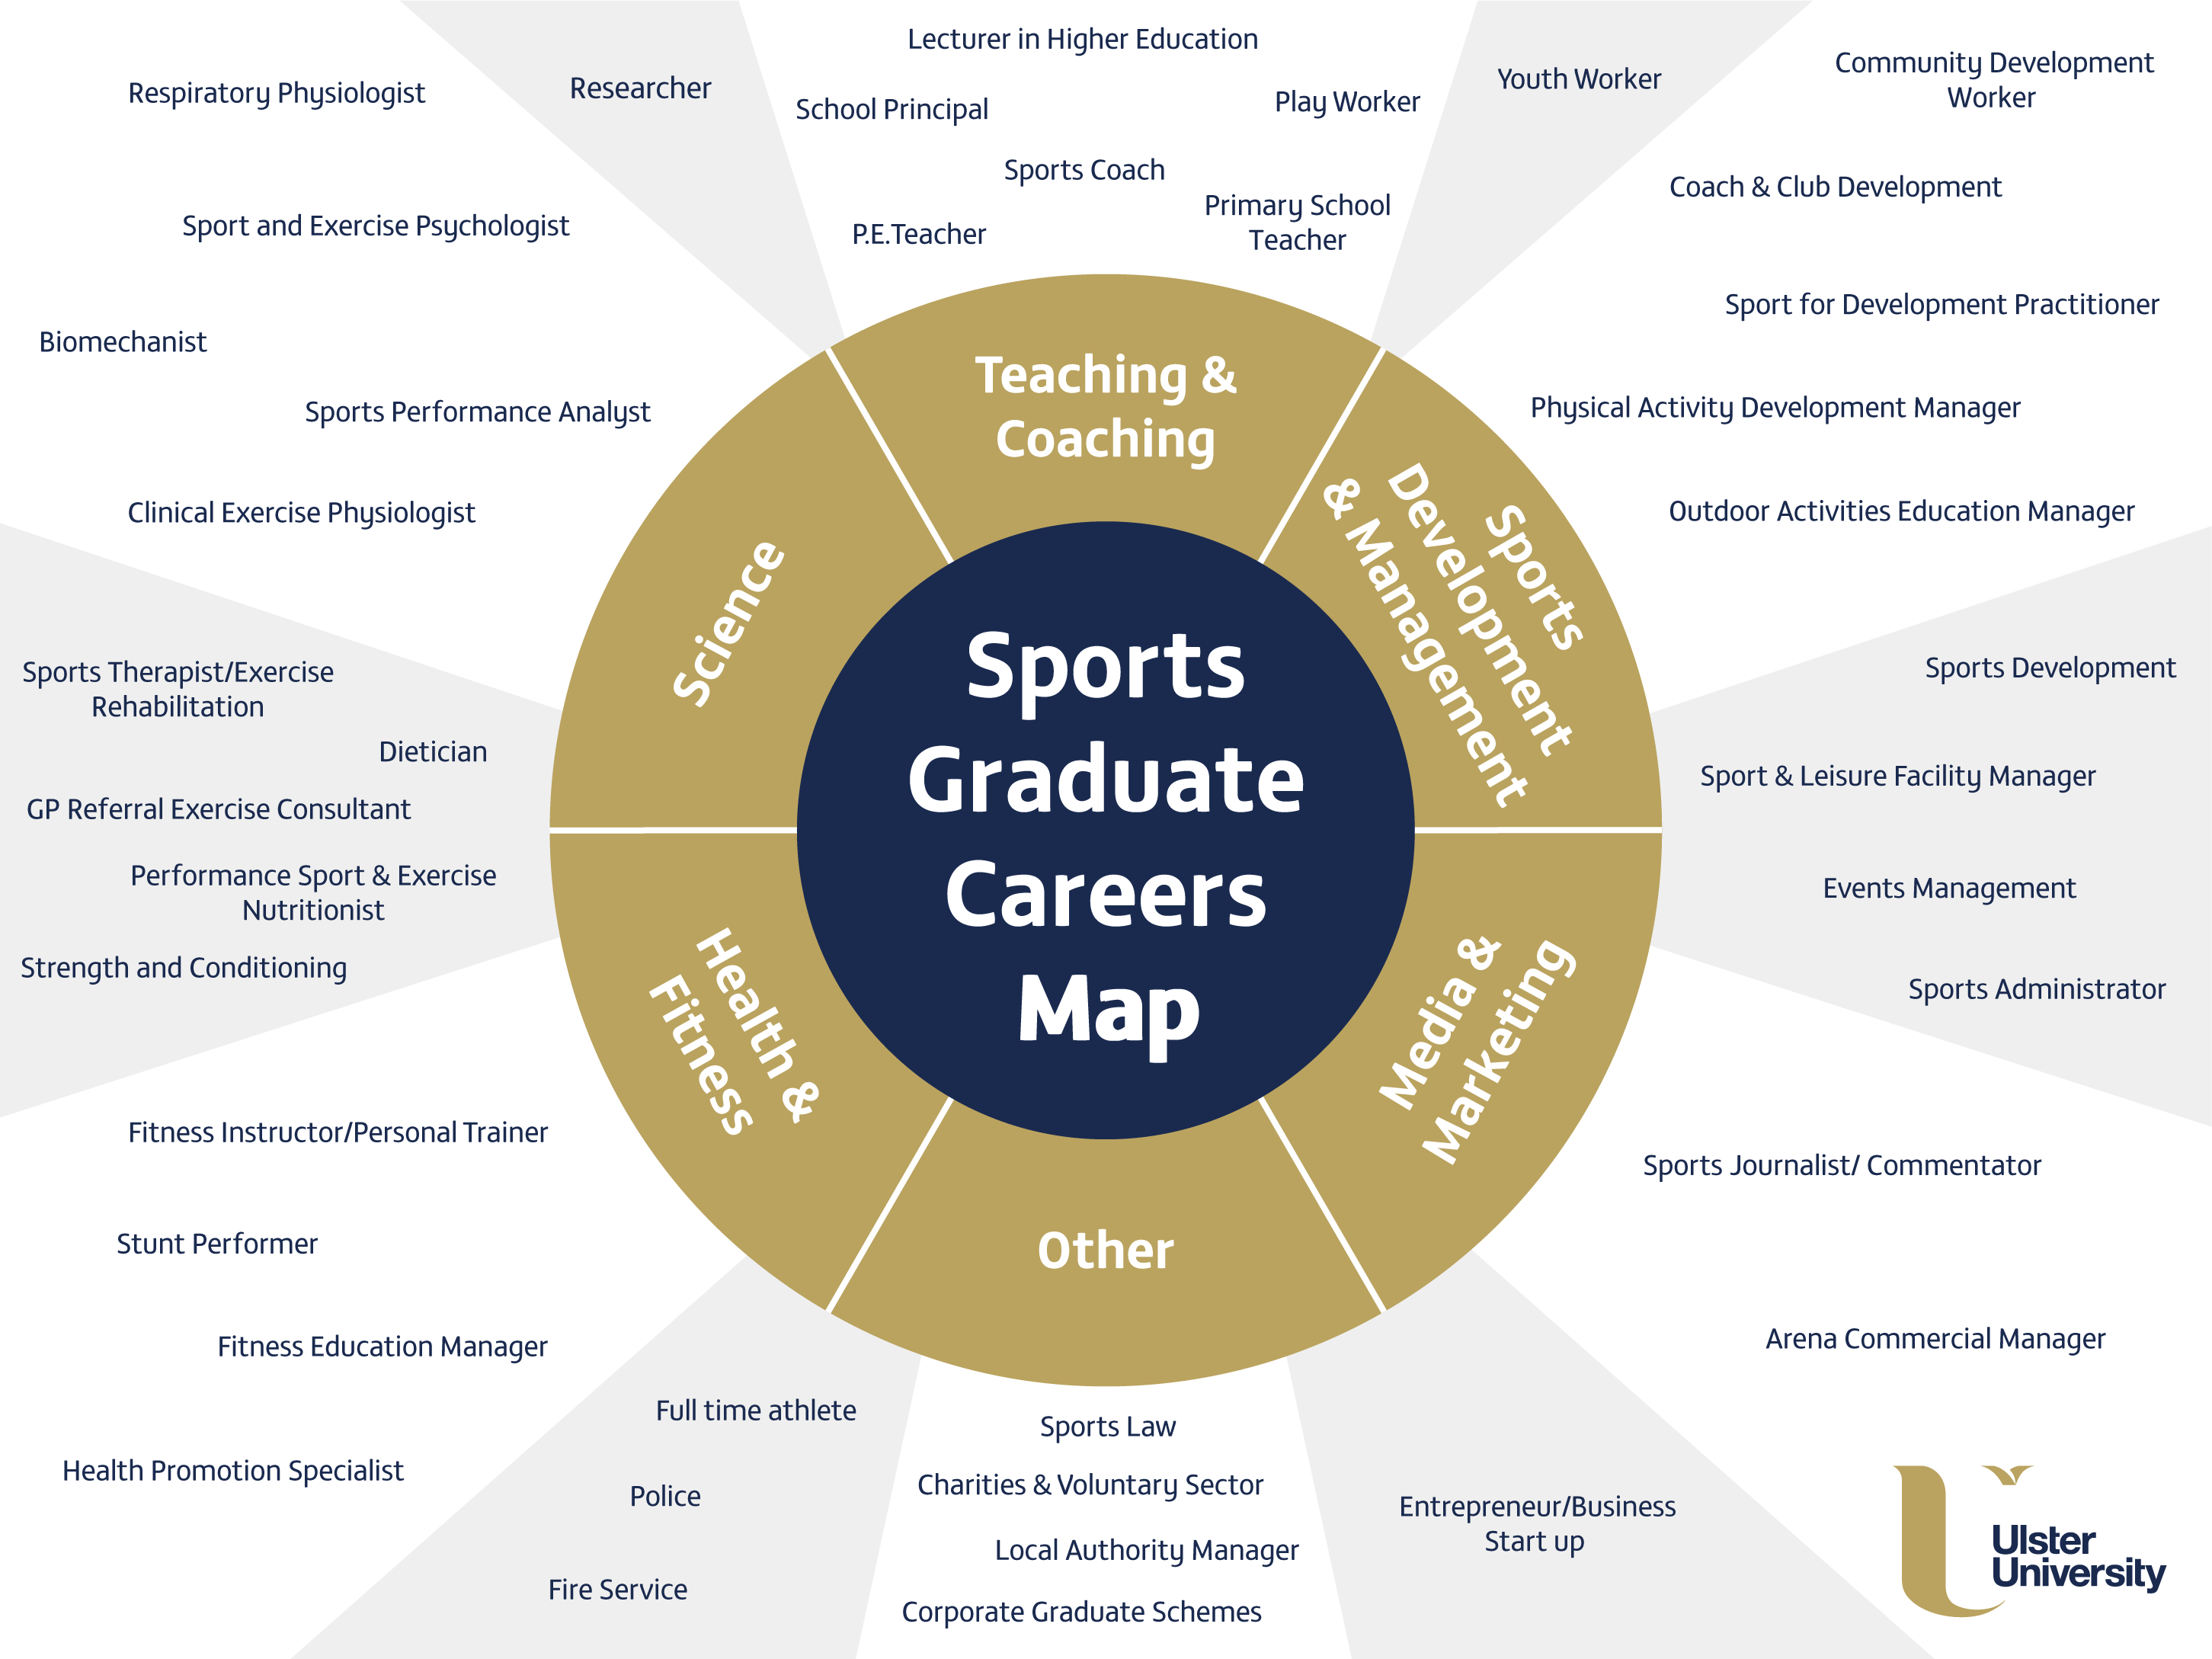 Lecturer in Higher Education
Respiratory Physiologist
Researcher
School Principal
Play Worker
Youth Worker
Community Development
Worker
Sports Coach
Sport and Exercise Psychologist
P.E.Teacher
Primary School
Teacher
Coach & Club Development
Biomechanist
Sport for Development Practitioner
Sports Performance Analyst
Physical Activity Development Manager
Clinical Exercise Physiologist
Outdoor Activities Education Manager
Teaching &
Coaching
Science
Sports
Development
& Management
Sports
Graduate
Careers
Map
Sports Therapist/Exercise
Rehabilitation
Dietician
GP Referral Exercise Consultant
Performance Sport & Exercise
Nutritionist
Strength and Conditioning
Sports Development
Sport & Leisure Facility Manager
Events Management
Sports Administrator
Health &
Fitness
Media &
Marketing
Other
Fitness Instructor/Personal Trainer
Stunt Performer
Fitness Education Manager
Health Promotion Specialist
Sports Journalist/ Commentator
Arena Commercial Manager
Full time athlete
Police
Fire Service
Sports Law
Charities & Voluntary Sector
Local Authority Manager
Corporate Graduate Schemes
Entrepreneur/Business
Start up
Ulster
University